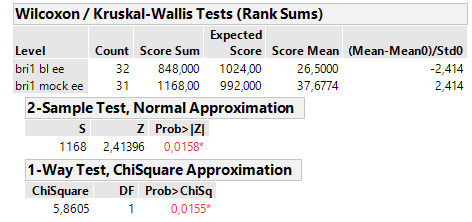 Wilcoxon / Kruskal-Wallis Tests (Rank Sums)
Expected
Level Count Score Sum Score Score Mean (Mean-Mean0)/Std0
bri1 bl ee 32 848,000 1024,00 26,5000 -2,414
bri1 mock ee 31 1168,00 992,000 37,6774 2,414
2-Sample Test, Normal Approximation
S Z Prob>|Z|
1168 2,41396 0,0158*
1-Way Test, ChiSquare Approximation
ChiSquare DF Prob>ChiSq
5,8605 1 0,0155*